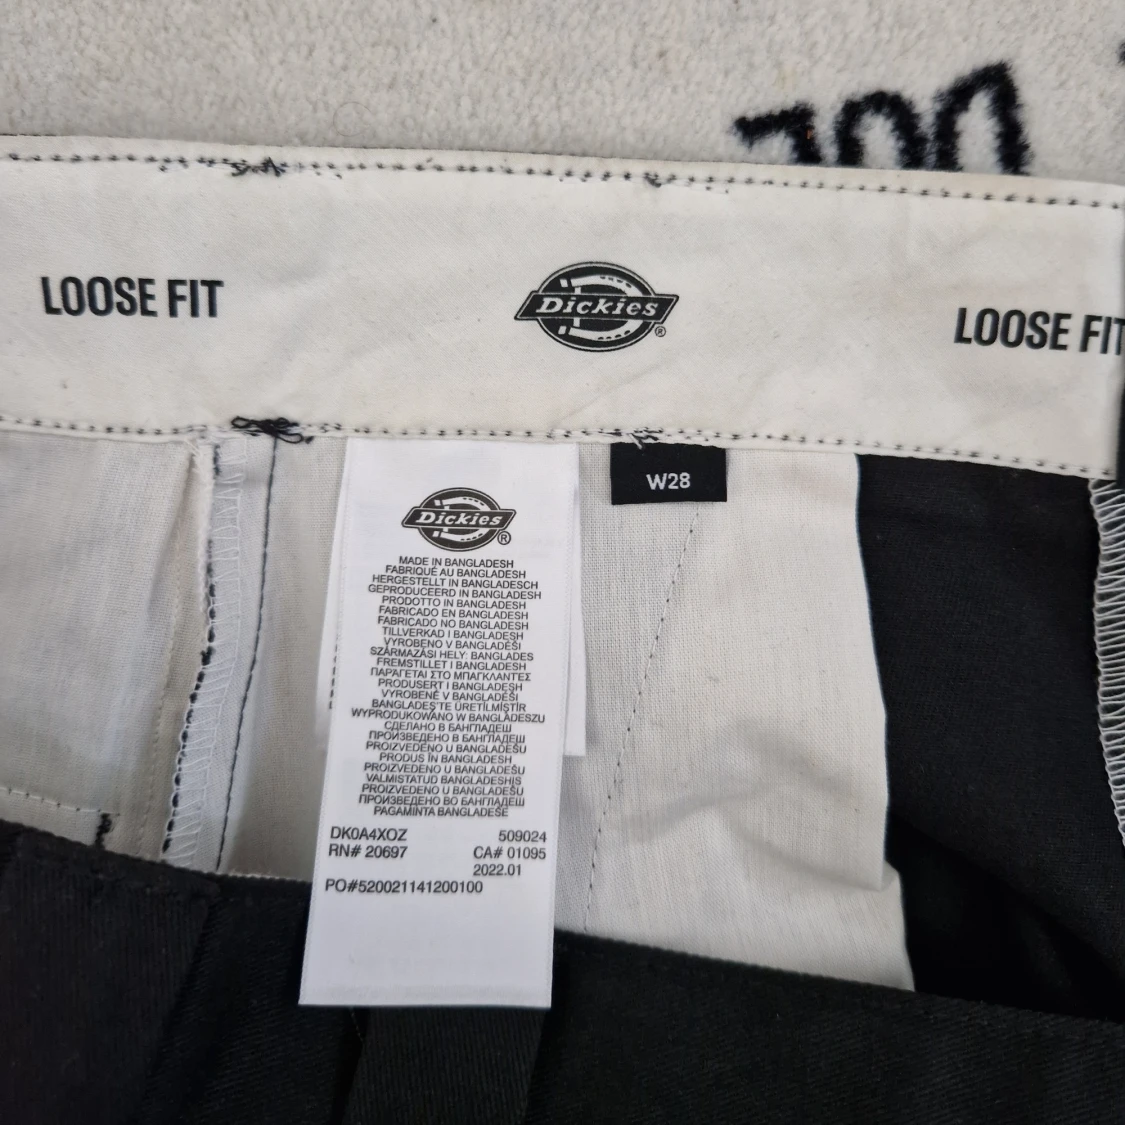 LOOSE FIT
Dickies®
LOOSE FIT
W28
Dickies®
MADE IN BANGLADESH
FABRIQUÉ AU BANGLADESH
HERGESTELLT IN BANGLADESCH
GEPRODUCEERD IN BANGLADESH
PRODOTTO IN BANGLADESH
FABRICADO EN BANGLADESH
FABRICADO NO BANGLADESH
TILLVERKAD I BANGLADESH
VYROBENO V BANGLADÉŠI
SZÁRMAZÁSI HELY: BANGLADES
FREMSTILLET I BANGLADESH
ΠΑΡΑΓΕΤΑΙ ΣΤΟ ΜΠΑΓΚΛΑΝΤΕΣ
PRODUSERT I BANGLADESH
VYROBENÉ V BANGLADÉŠI
BANGLADEŞ'TE ÜRETİLMİŞTİR
WYPRODUKOWANO W BANGLADESZU
СДЕЛАНО В БАНГЛАДЕШ
ПРОИЗВЕДЕНО В БАНГЛАДЕШ
PROIZVEDENO U BANGLADEŠU
PRODUS ÎN BANGLADESH
PROIZVEDENO U BANGLADEŠU
VALMISTATUD BANGLADESHIS
PROIZVEDENO U BANGLADEŠU
ПРОИЗВЕДЕНО ВО БАНГЛАДЕШ
PAGAMINTA BANGLADEŠE
DK0A4XOZ 509024
RN# 20697 CA# 01095
2022.01
PO#520021141200100